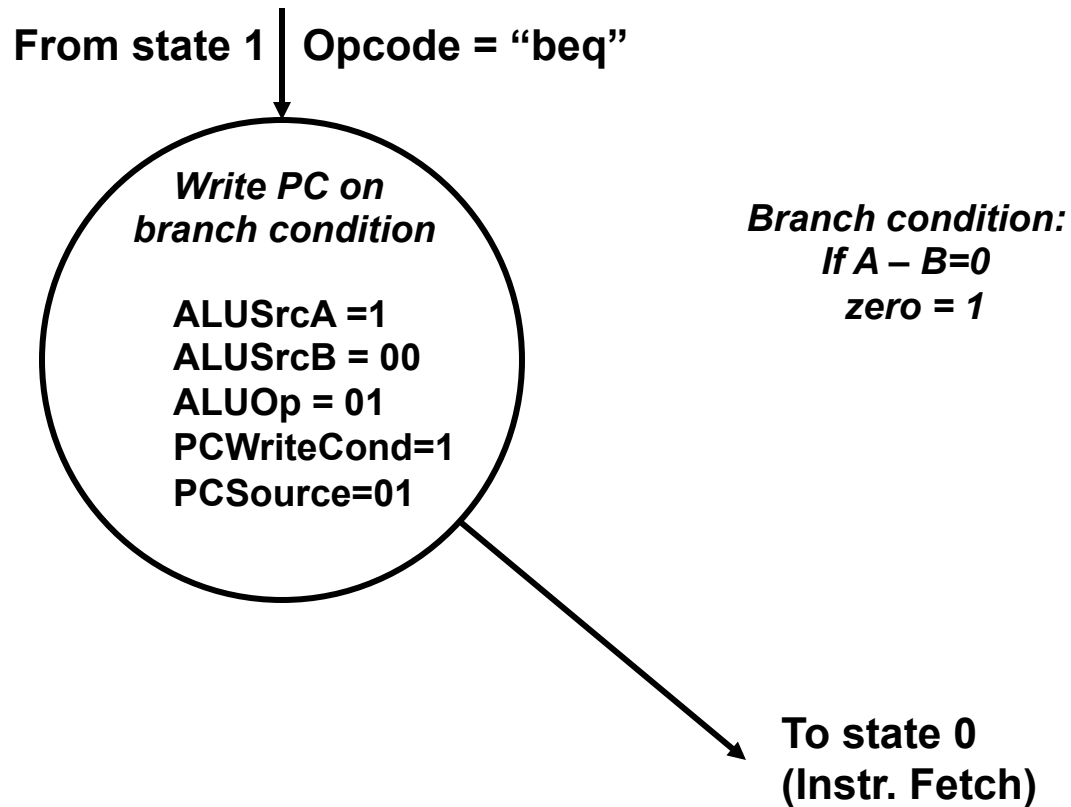 From state 1 Opcode = “beq”
Write PC on
branch condition
ALUSrcA =1
ALUSrcB = 00
ALUOp = 01
PCWriteCond=1
PCSource=01
Branch condition:
If A – B=0
zero = 1
To state 0
(Instr. Fetch)